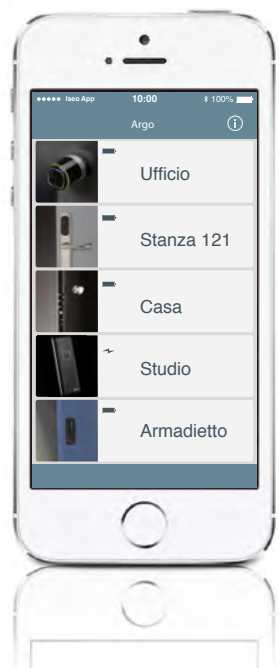 Iseo App 10:00 100%
Argo
Ufficio
Stanza 121
Casa
Studio
Armadietto